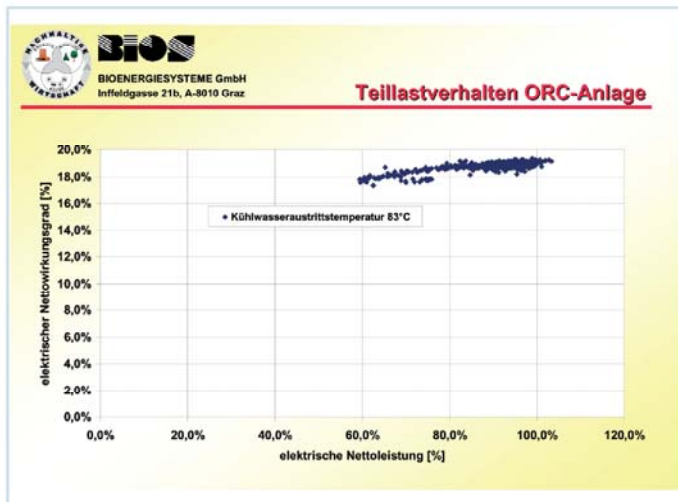 NACHHALTIGE
WIRTSCHAFT
BIOS
BIOENERGIESYSTEME GmbH
Inffeldgasse 21b, A-8010 Graz
Teillastverhalten ORC-Anlage
elektrischer Nettowirkungsgrad [%]
20,0%
18,0%
16,0%
14,0%
12,0%
10,0%
8,0%
6,0%
4,0%
2,0%
0,0%
Kühlwasseraustrittstemperatur 83°C
0,0% 20,0% 40,0% 60,0% 80,0% 100,0% 120,0%
elektrische Nettoleistung [%]